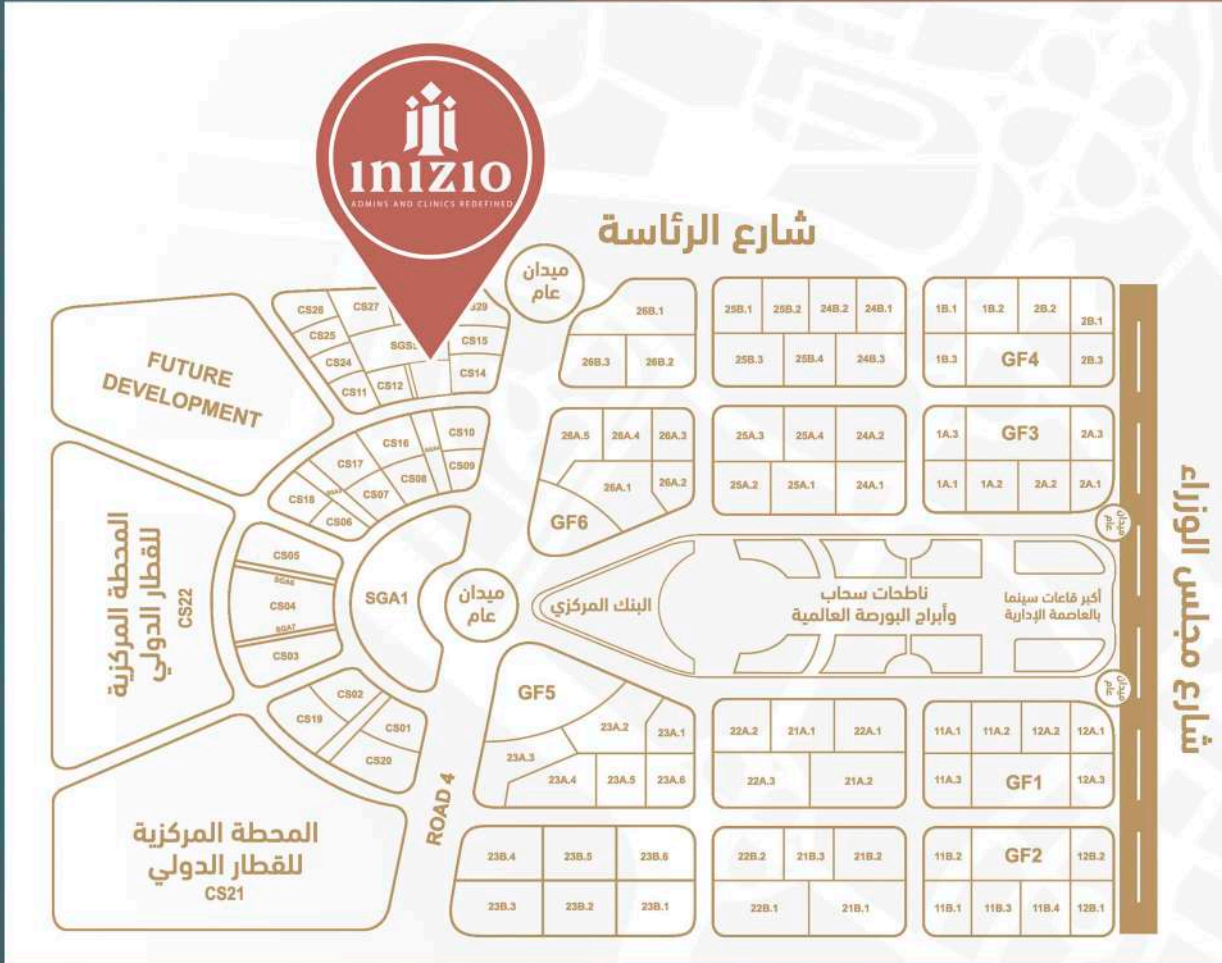 INIZIO
ADMINS AND CLINICS REDEFINED
شارع الرئاسة
ميدان
عام
CS26
CS27
CS25
CS24
CS11
CS12
CS15
CS14
FUTURE
DEVELOPMENT
26B.1
26B.3
26B.2
25B.1
25B.2
24B.2
24B.1
25B.3
25B.4
24B.3
1B.1
1B.2
2B.2
2B.1
1B.3
GF4
2B.3
CS16
CS10
CS17
CS09
CS08
CS18
CS07
CS06
26A.5
26A.4
26A.3
26A.1
26A.2
GF6
25A.3
25A.4
24A.2
25A.2
25A.1
24A.1
1A.3
GF3
2A.3
1A.1
1A.2
2A.2
2A.1
ميدان
عام
شارع مجلس الوزراء
المحطة المركزية
للقطار الدولي
CS22
CS05
SGA6
CS04
SGA7
CS03
SGA1
ميدان
عام
البنك المركزي
ناطحات سحاب
وأبراج البورصة العالمية
أكبر قاعات سينما
بالعاصمة الإدارية
ميدان
عام
CS02
CS19
CS01
CS20
GF5
23A.2
23A.1
23A.3
23A.4
23A.5
23A.6
22A.2
21A.1
22A.1
22A.3
21A.2
11A.1
11A.2
12A.2
12A.1
11A.3
GF1
12A.3
ROAD 4
المحطة المركزية
للقطار الدولي
CS21
23B.4
23B.5
23B.6
23B.3
23B.2
23B.1
22B.2
21B.3
21B.2
22B.1
21B.1
11B.2
GF2
12B.2
11B.1
11B.3
11B.4
12B.1